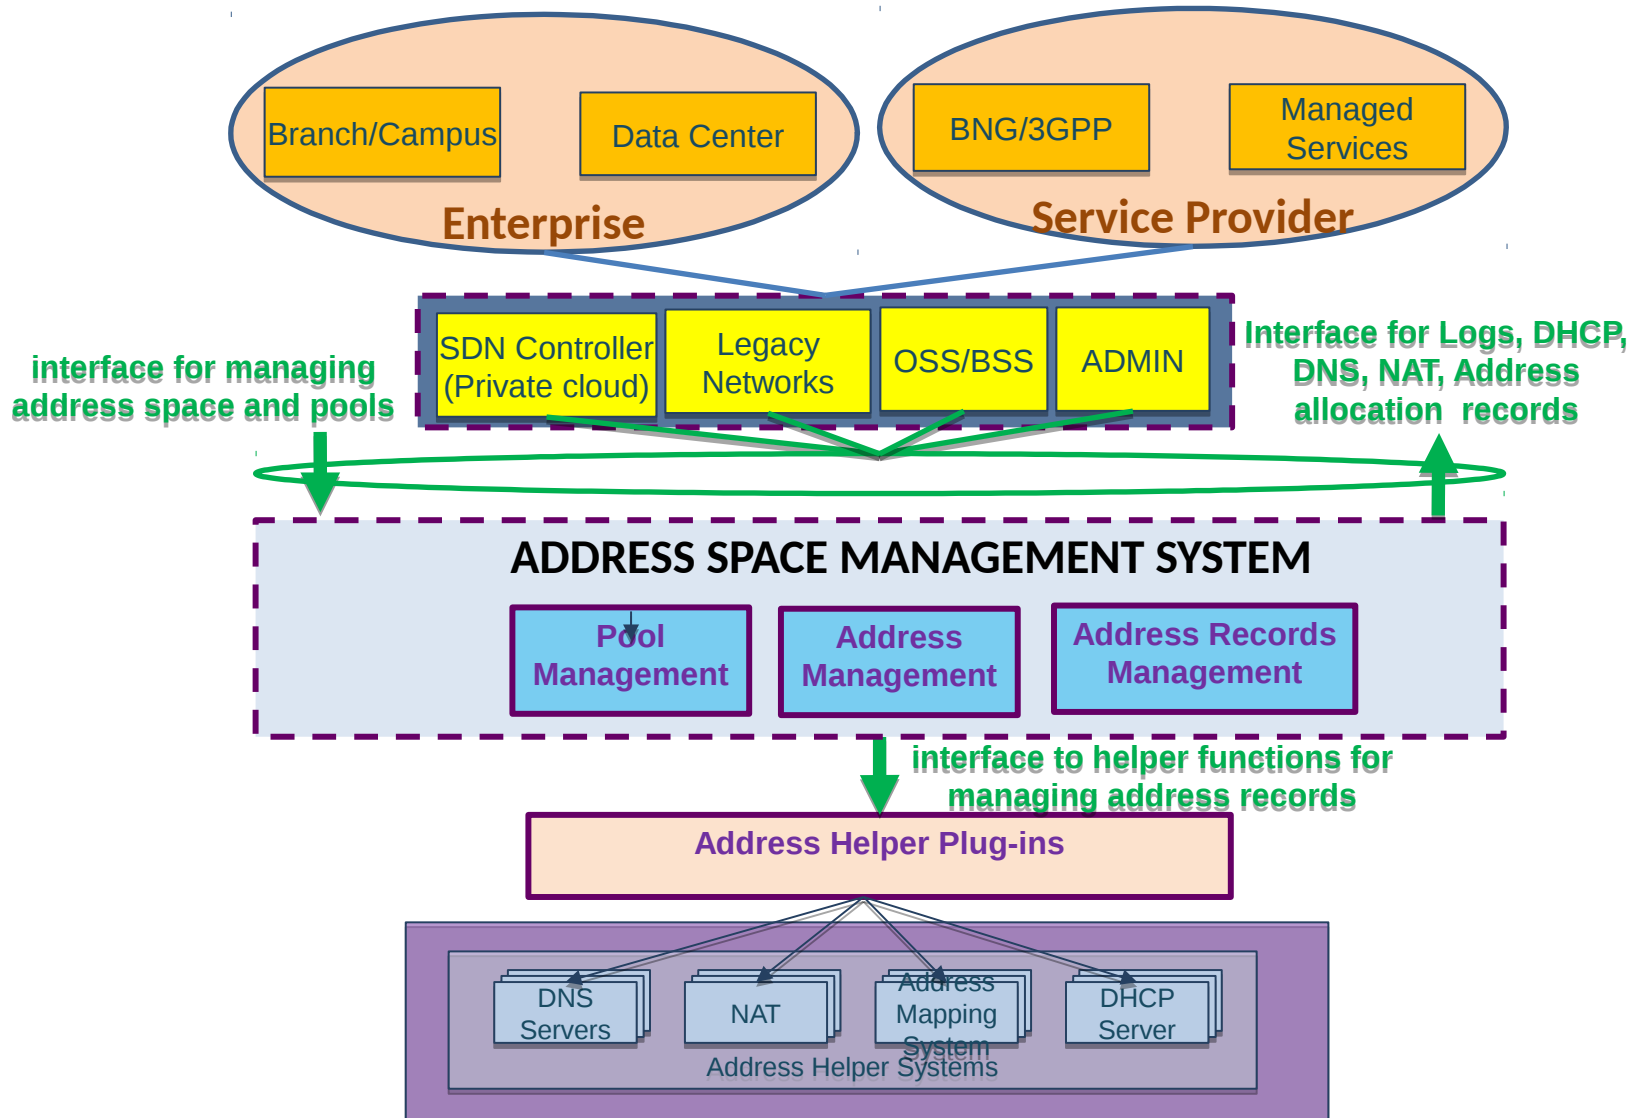 Branch/Campus
Data Center
Enterprise
BNG/3GPP
Managed
Services
Service Provider
SDN Controller
(Private cloud)
Legacy
Networks
OSS/BSS
ADMIN
interface for managing
address space and pools
Interface for Logs, DHCP,
DNS, NAT, Address
allocation records
ADDRESS SPACE MANAGEMENT SYSTEM
Pool
Management
Address
Management
Address Records
Management
interface to helper functions for
managing address records
Address Helper Plug-ins
DNS
Servers
NAT
Address
Mapping
System
DHCP
Server
Address Helper Systems